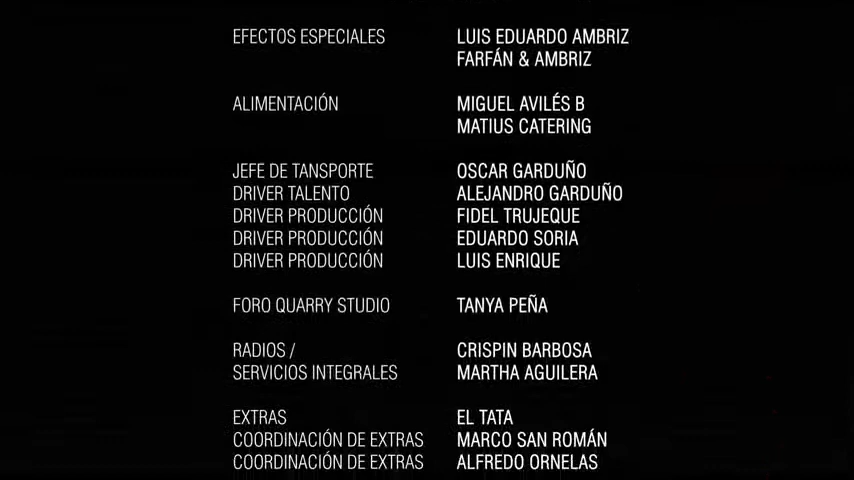 EFECTOS ESPECIALES LUIS EDUARDO AMBRIZ
FARFÁN & AMBRIZ
ALIMENTACIÓN MIGUEL AVILÉS B
MATIUS CATERING
JEFE DE TANSPORTE OSCAR GARDUÑO
DRIVER TALENTO ALEJANDRO GARDUÑO
DRIVER PRODUCCIÓN FIDEL TRUJEQUE
DRIVER PRODUCCIÓN EDUARDO SORIA
DRIVER PRODUCCIÓN LUIS ENRIQUE
FORO QUARRY STUDIO TANYA PEÑA
RADIOS / CRISPIN BARBOSA
SERVICIOS INTEGRALES MARTHA AGUILERA
EXTRAS EL TATA
COORDINACIÓN DE EXTRAS MARCO SAN ROMÁN
COORDINACIÓN DE EXTRAS ALFREDO ORNELAS